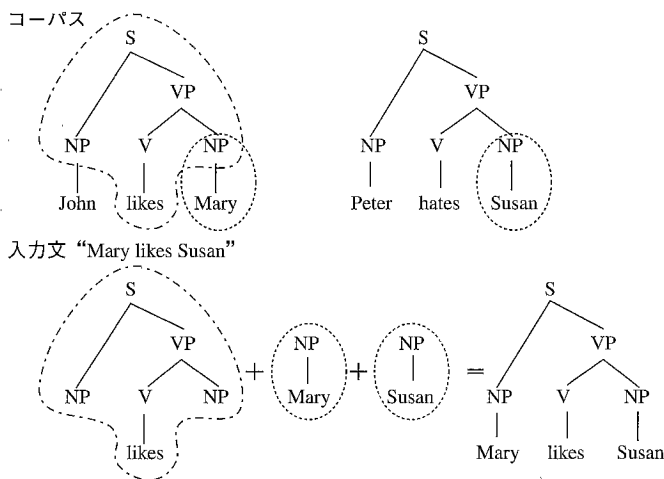 コーパス
S S
VP VP
NP V NP NP V NP
John likes Mary Peter hates Susan
入力文 “Mary likes Susan”
S S
VP NP NP VP
+ + =
NP V NP Mary Susan NP V NP
likes Mary likes Susan